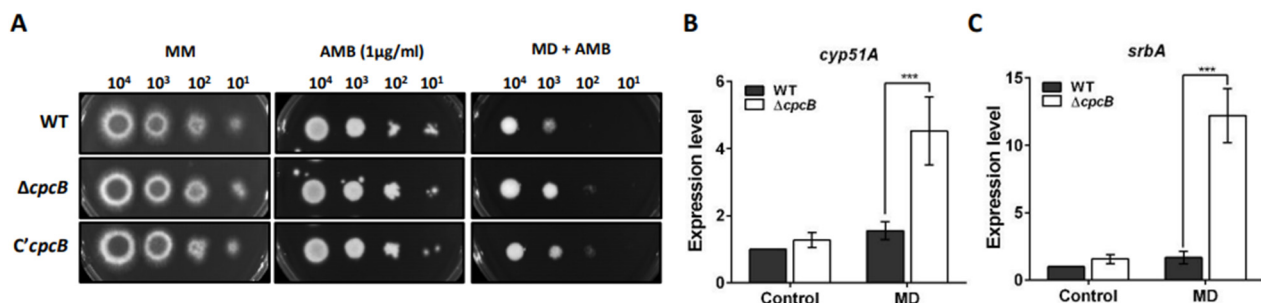 A
MM
AMB (1µg/ml)
MD + AMB
10⁴ 10³ 10² 10¹
10⁴ 10³ 10² 10¹
10⁴ 10³ 10² 10¹
WT
ΔcpcB
C'cpcB
B
cyp51A
Expression level
6
4
2
0
WT
ΔcpcB
***
Control
MD
C
srbA
Expression level
15
10
5
0
WT
ΔcpcB
***
Control
MD